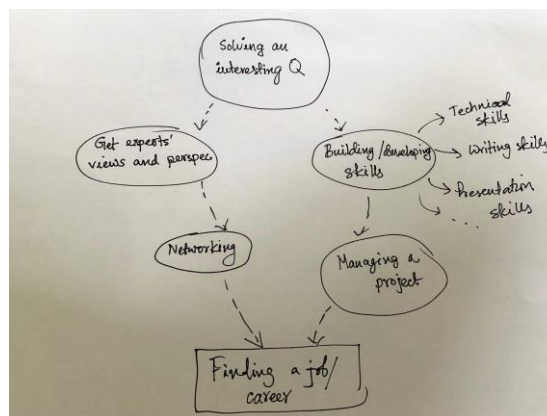 Solving an
interesting Q
Get experts'
views and perspec
Building/developing
skills
Technical
skills
Writing skills
Presentation
skills
....
Networking
Managing a
project
Finding a job/
career